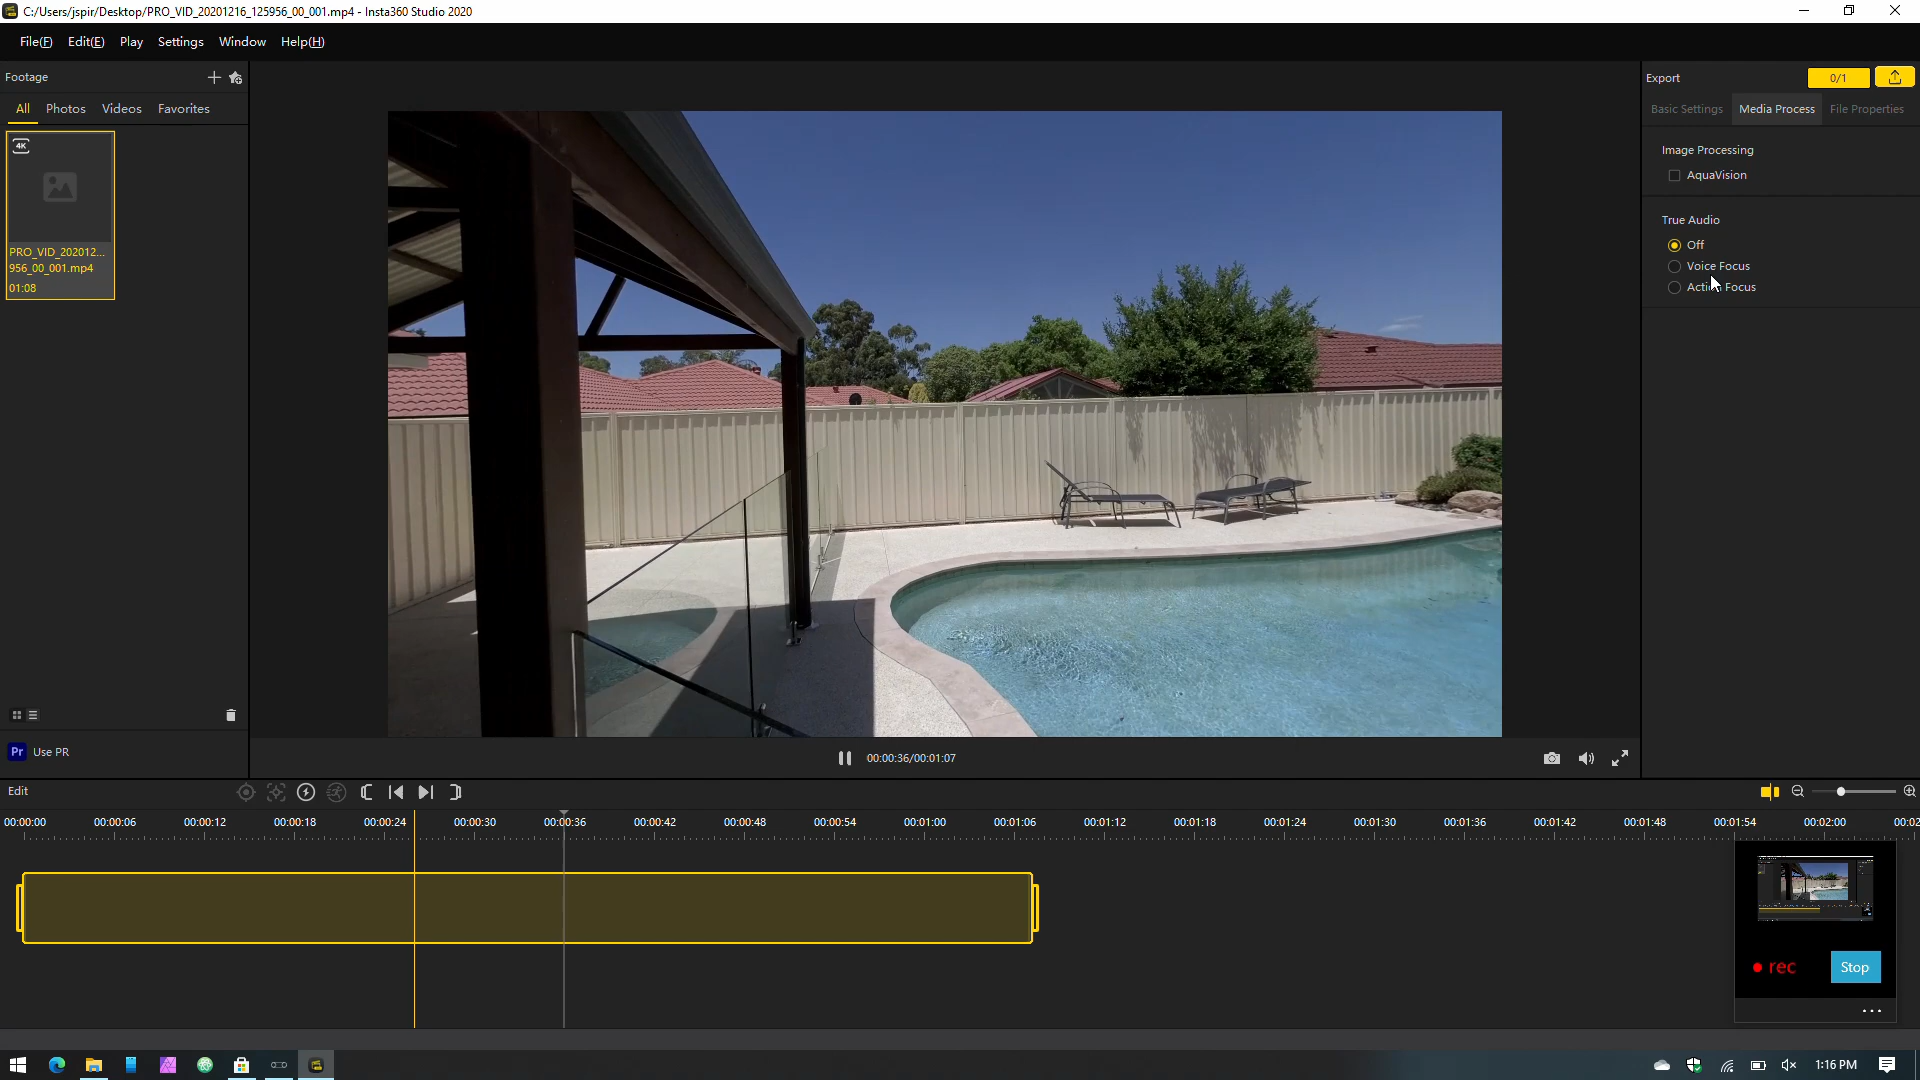 C:/Users/jspir/Desktop/PRO_VID_20201216_125956_00_001.mp4 - Insta360 Studio 2020
File(F) Edit(E) Play Settings Window Help(H)
Footage
All Photos Videos Favorites
4K
PRO_VID_202012...
956_00_001.mp4
01:08
Pr Use PR
00:00:36/00:01:07
Export 0/1
Basic Settings Media Process File Properties
Image Processing
AquaVision
True Audio
Off
Voice Focus
Action Focus
Edit
00:00:00 00:00:06 00:00:12 00:00:18 00:00:24 00:00:30 00:00:36 00:00:42 00:00:48 00:00:54 00:01:00 00:01:06 00:01:12 00:01:18 00:01:24 00:01:30 00:01:36 00:01:42 00:01:48 00:01:54 00:02:00 00:02
rec Stop
1:16 PM